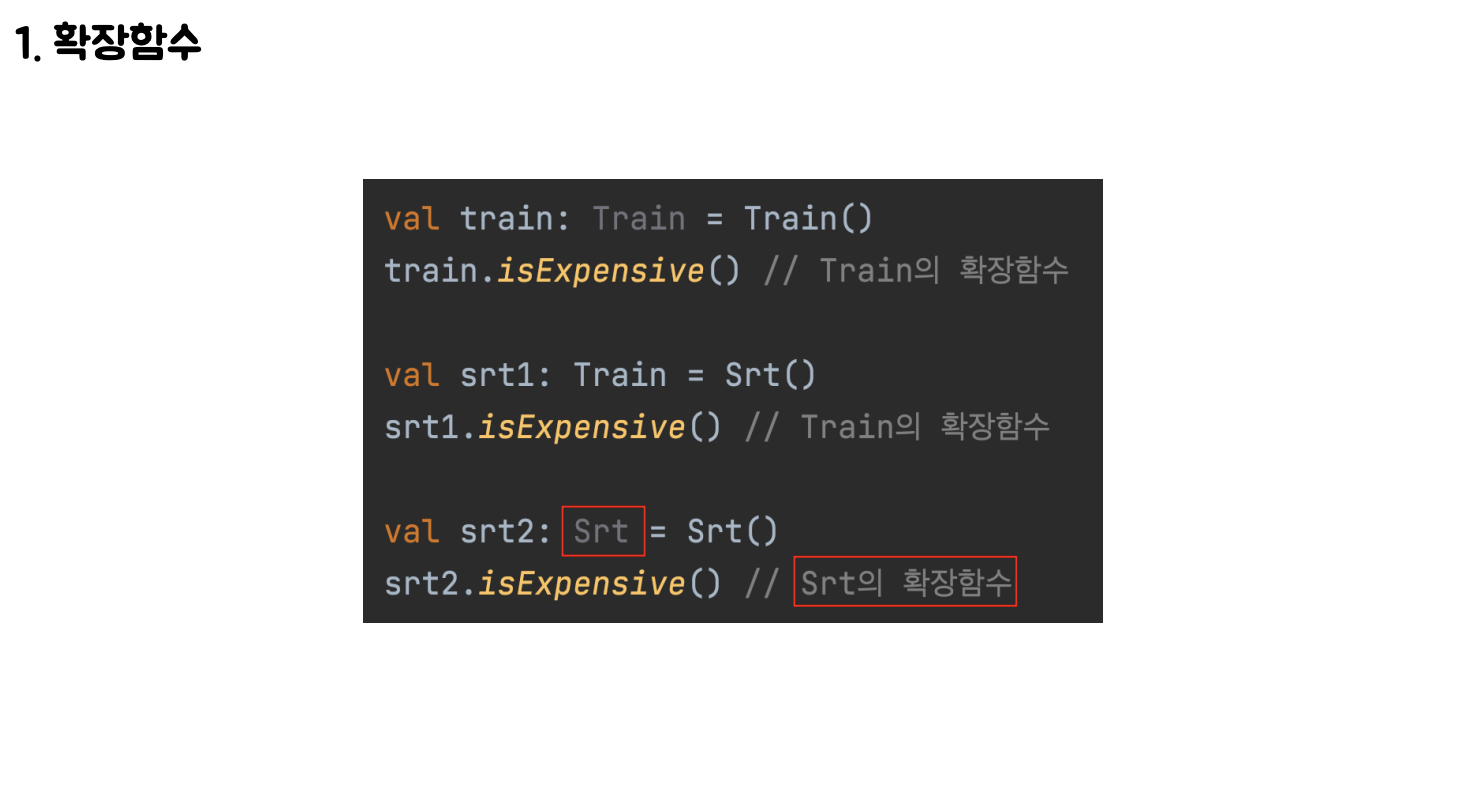 1. 확장함수
val train: Train = Train()
train.isExpensive() // Train의 확장함수
val srt1: Train = Srt()
srt1.isExpensive() // Train의 확장함수
val srt2: Srt = Srt()
srt2.isExpensive() // Srt의 확장함수